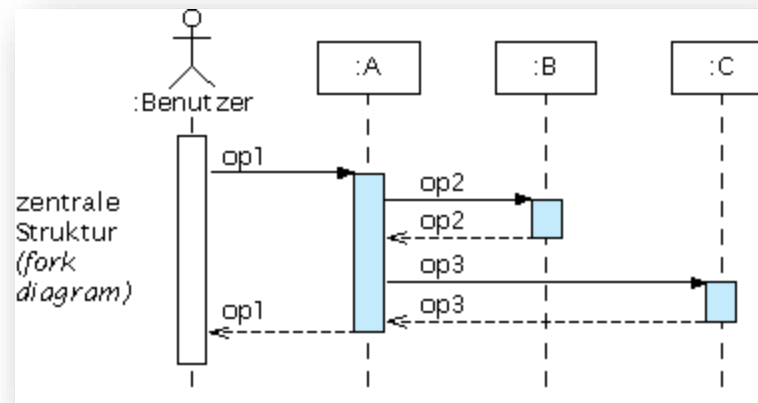 :A
:B
:C
:Benutzer
op1
op2
op2
op3
op3
op1
zentrale
Struktur
(fork
diagram)